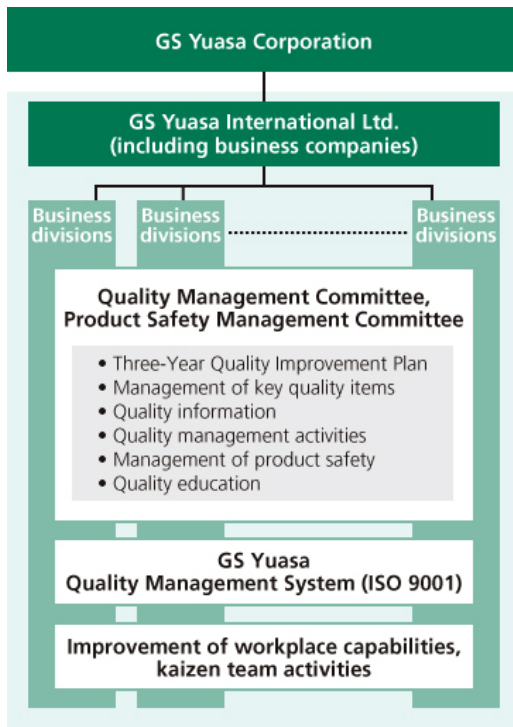 GS Yuasa Corporation
GS Yuasa International Ltd.
(including business companies)
Business
divisions
Business
divisions
Business
divisions
Quality Management Committee,
Product Safety Management Committee
• Three-Year Quality Improvement Plan
• Management of key quality items
• Quality information
• Quality management activities
• Management of product safety
• Quality education
GS Yuasa
Quality Management System (ISO 9001)
Improvement of workplace capabilities,
kaizen team activities